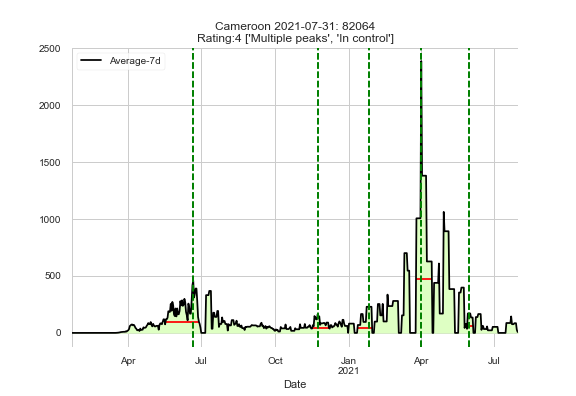 Cameroon 2021-07-31: 82064
Rating:4 ['Multiple peaks', 'In control']
Average-7d
2500
2000
1500
1000
500
0
Apr Jul Oct Jan Apr Jul
2021
Date